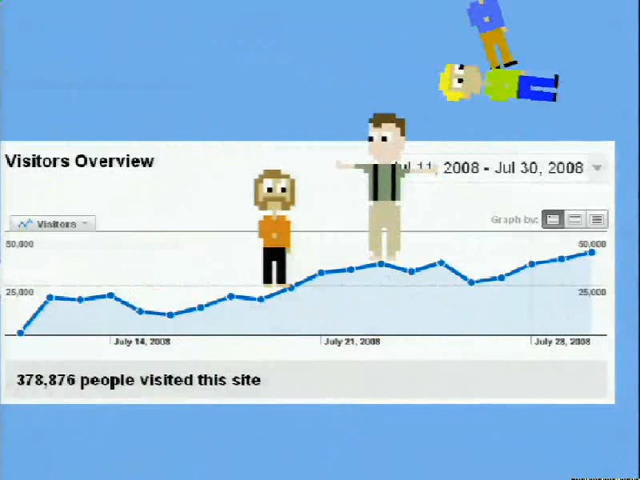 Visitors Overview
Jul 11, 2008 - Jul 30, 2008
Visitors
Graph by:
50,000
50,000
25,000
25,000
July 14, 2008
July 21, 2008
July 28, 2008
378,876 people visited this site